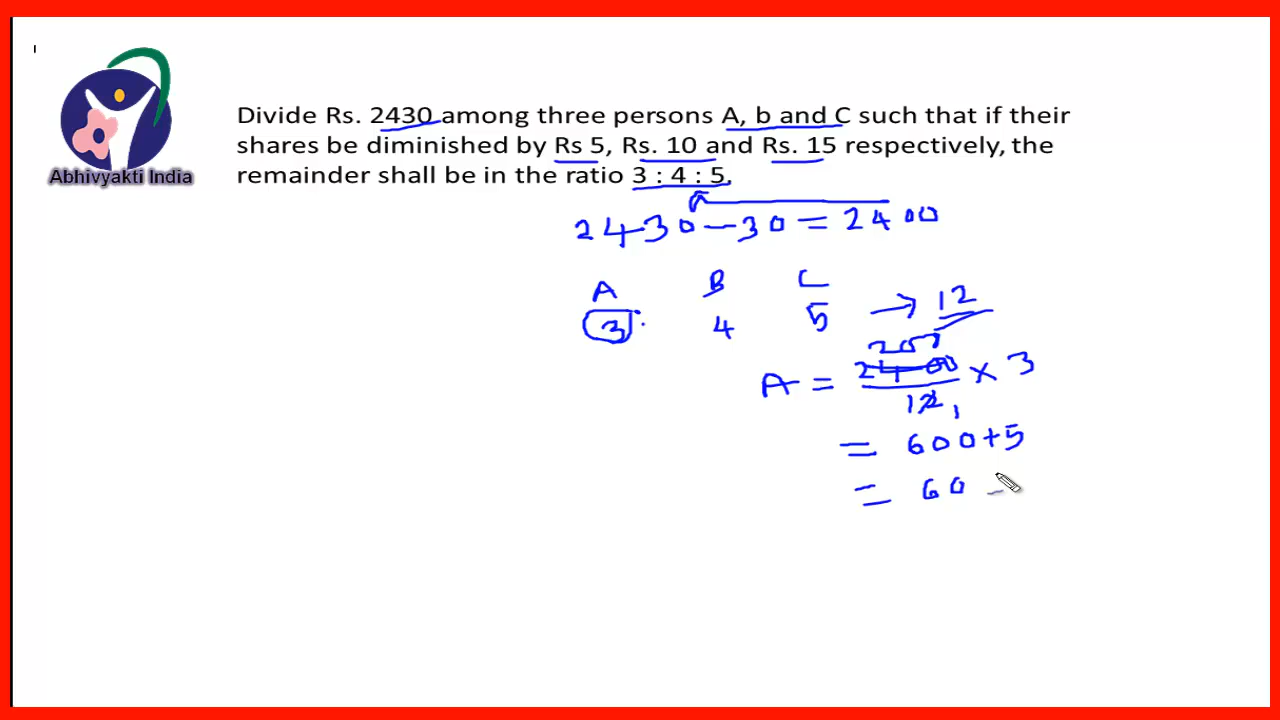 Abhivyakti India
Divide Rs. 2430 among three persons A, b and C such that if their
shares be diminished by Rs 5, Rs. 10 and Rs. 15 respectively, the
remainder shall be in the ratio 3 : 4 : 5.
2430 - 30 = 2400
A B C
3 : 4 5 → 12
200
A = 2400 × 3
12 1
= 600 + 5
= 60